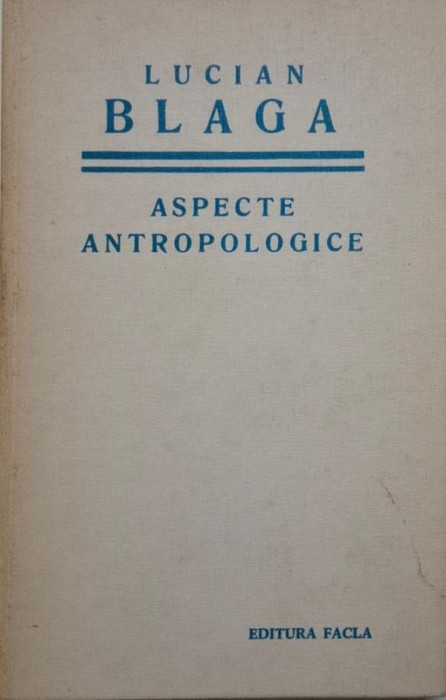 LUCIAN
BLAGA
ASPECTE
ANTROPOLOGICE
EDITURA FACLA